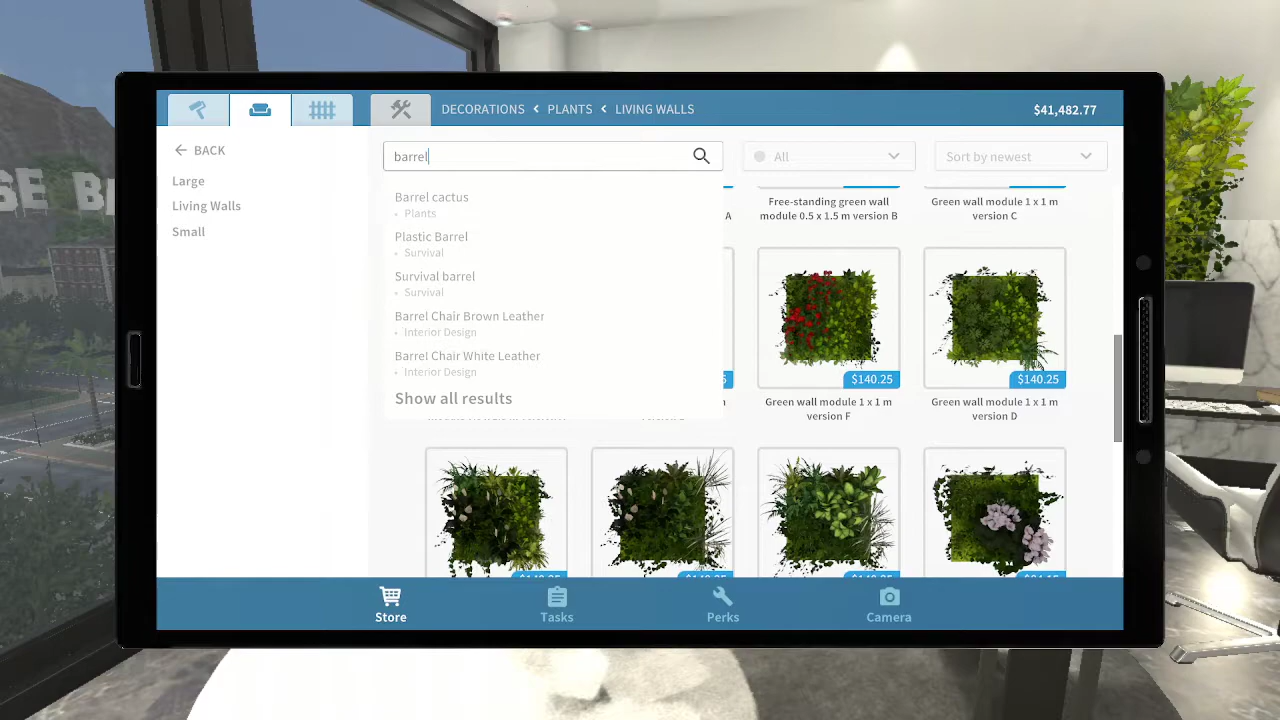 SE B
DECORATIONS < PLANTS < LIVING WALLS
$41,482.77
BACK
Large
Living Walls
Small
barrel
All
Sort by newest
Barrel cactus
• Plants
Plastic Barrel
• Survival
Survival barrel
• Survival
Barrel Chair Brown Leather
• Interior Design
Barrel Chair White Leather
• Interior Design
Show all results
A
Free-standing green wall
module 0.5 x 1.5 m version B
Green wall module 1 x 1 m
version C
$140.25
Green wall module 1 x 1 m
version F
$140.25
Green wall module 1 x 1 m
version D
Store
Tasks
Perks
Camera